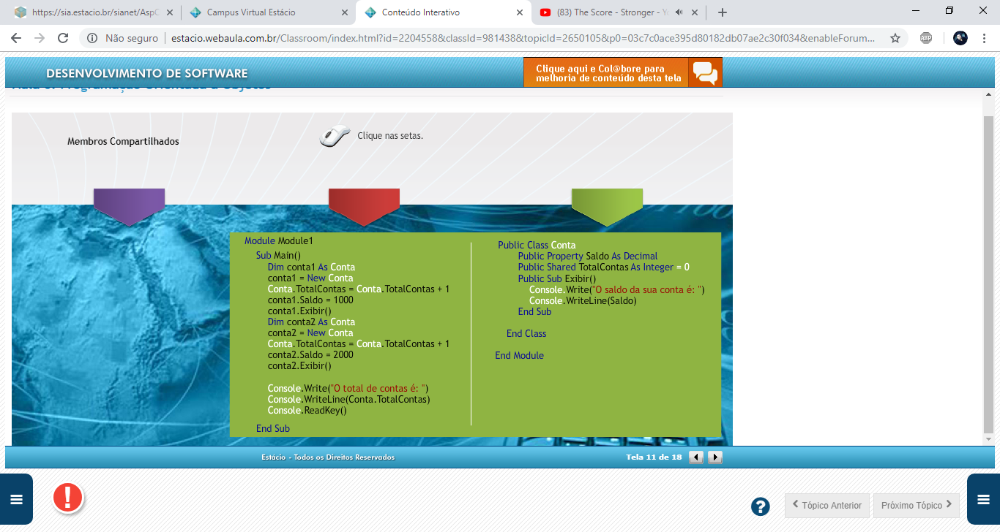 https://sia.estacio.br/sianet/AspC
Campus Virtual Estácio
Conteúdo Interativo
(83) The Score - Stronger - Yo
Não seguro
estacio.webaula.com.br/Classroom/index.html?id=2204558&classId=981438&topicId=2650105&p0=03c7c0ace395d80182db07ae2c30f034&enableForum...
ABP
DESENVOLVIMENTO DE SOFTWARE
Clique aqui e Col@bore para
melhoria de conteúdo desta tela
Aula 6: Programação Orientada a Objetos
Membros Compartilhados
Clique nas setas.
Module Module1
Sub Main()
Dim conta1 As Conta
conta1 = New Conta
Conta.TotalContas = Conta.TotalContas + 1
conta1.Saldo = 1000
conta1.Exibir()
Dim conta2 As Conta
conta2 = New Conta
Conta.TotalContas = Conta.TotalContas + 1
conta2.Saldo = 2000
conta2.Exibir()
Console.Write("O total de contas é: ")
Console.WriteLine(Conta.TotalContas)
Console.ReadKey()
End Sub
Public Class Conta
Public Property Saldo As Decimal
Public Shared TotalContas As Integer = 0
Public Sub Exibir()
Console.Write("O saldo da sua conta é: ")
Console.WriteLine(Saldo)
End Sub
End Class
End Module
Estácio - Todos os Direitos Reservados
Tela 11 de 18
!
?
Tópico Anterior
Próximo Tópico